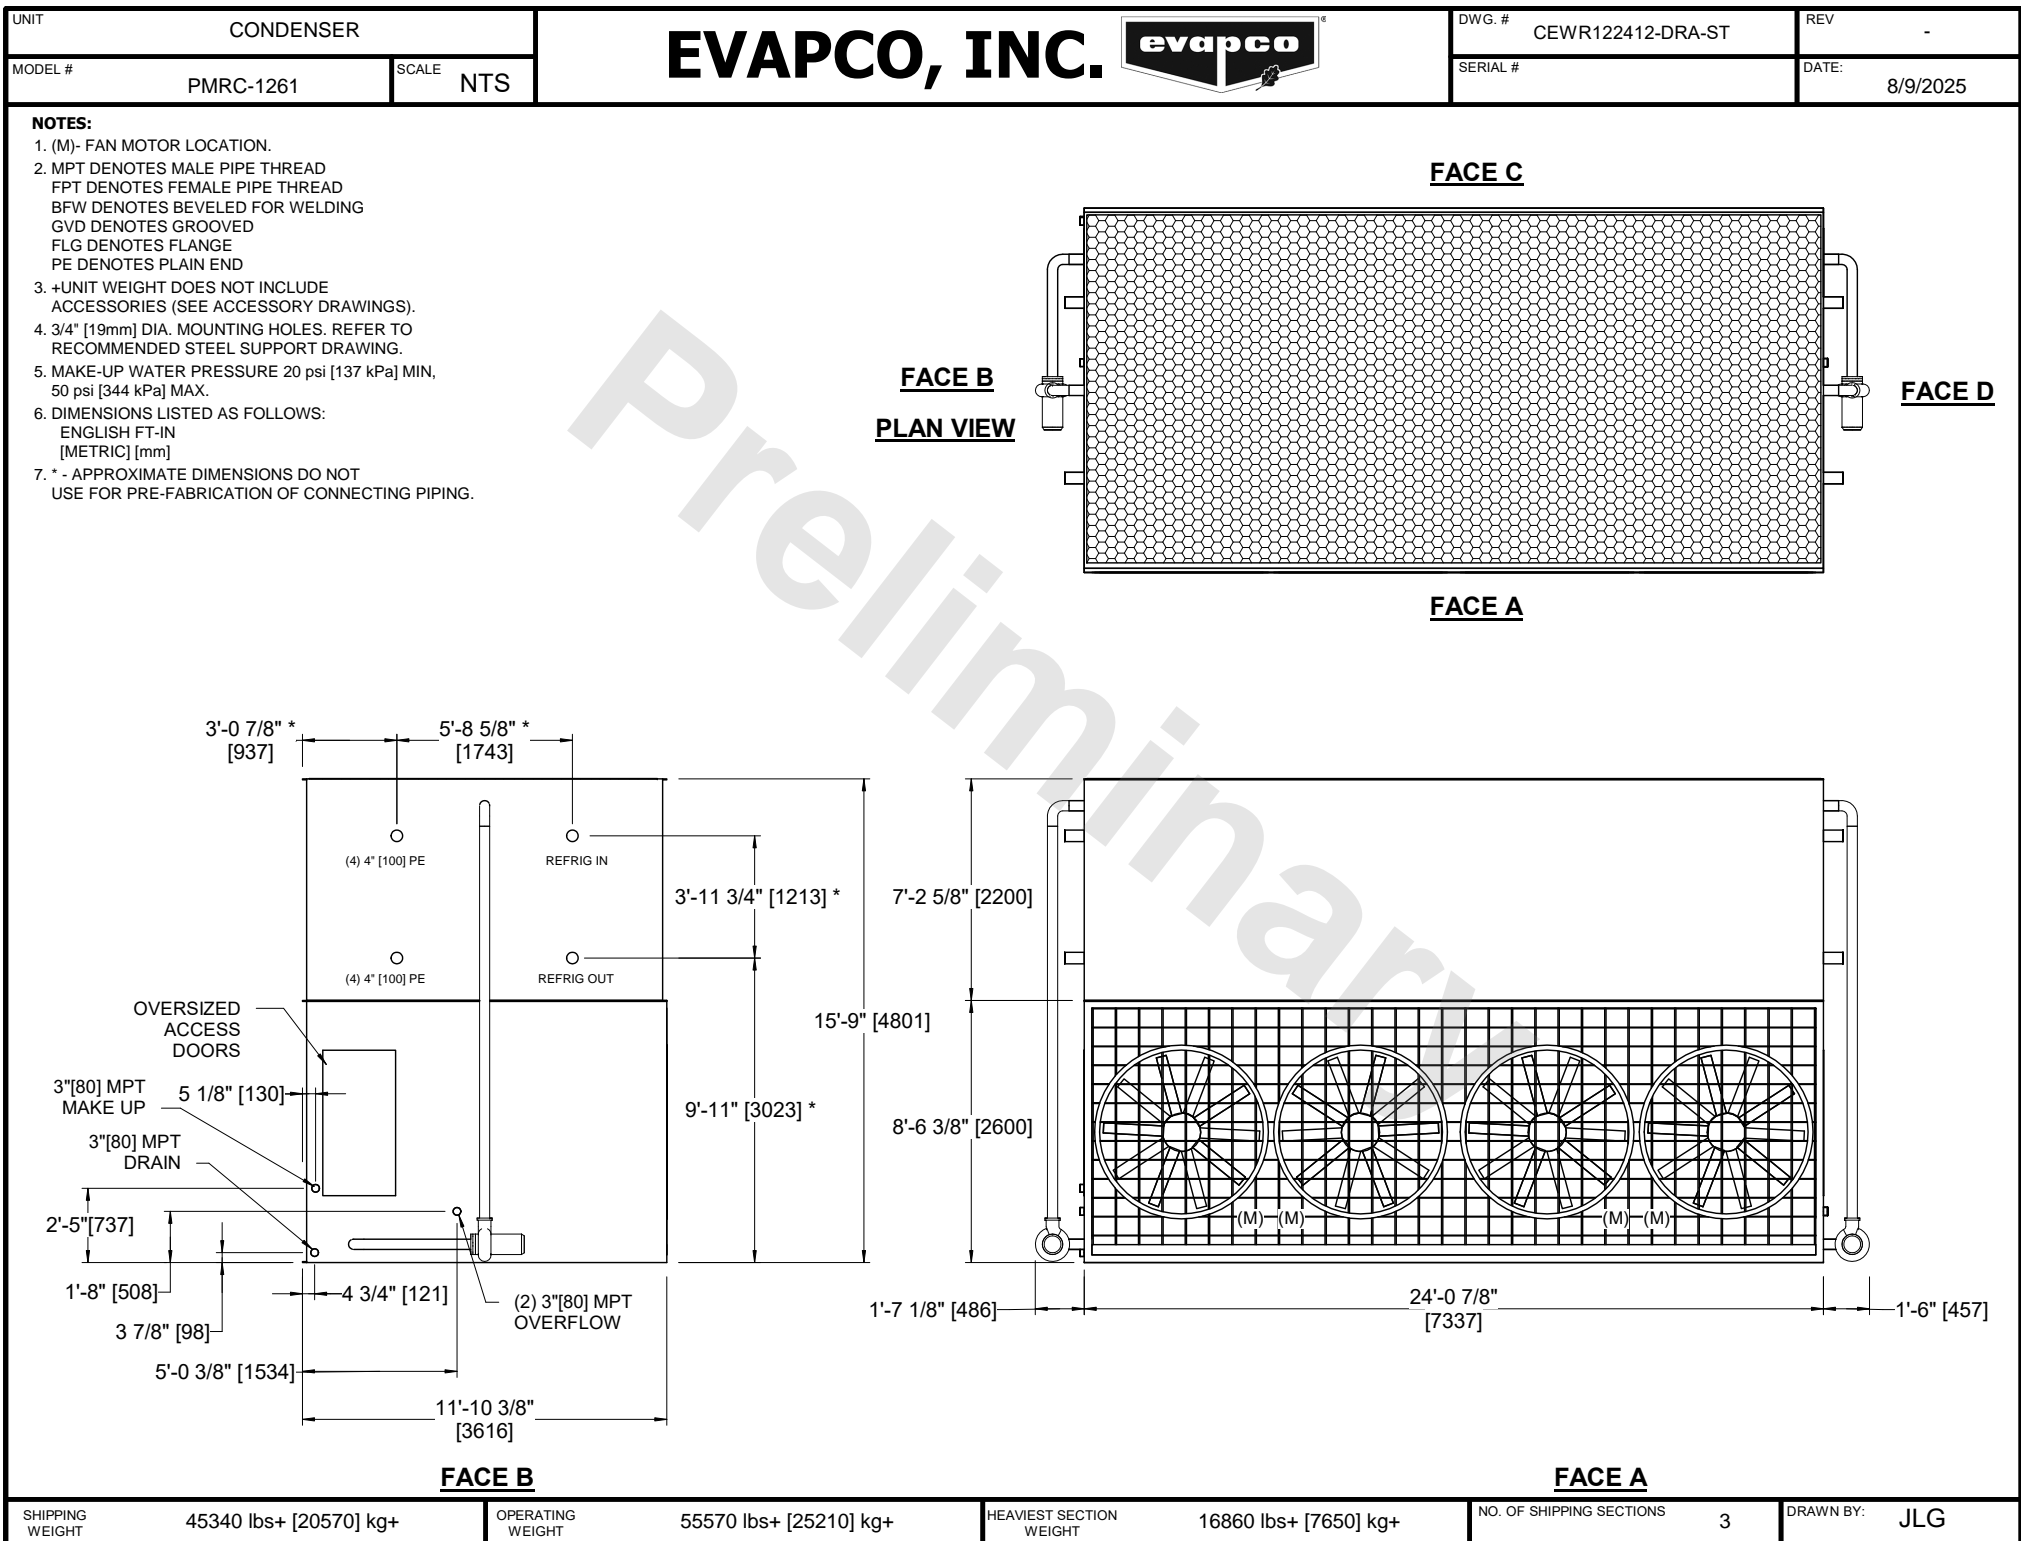 UNIT
CONDENSER
MODEL #
PMRC-1261
SCALE
NTS
EVAPCO, INC.
evapco
®
DWG. #
CEWR122412-DRA-ST
REV
-
SERIAL #
DATE:
8/9/2025
NOTES:
1. (M)- FAN MOTOR LOCATION.
2. MPT DENOTES MALE PIPE THREAD
FPT DENOTES FEMALE PIPE THREAD
BFW DENOTES BEVELED FOR WELDING
GVD DENOTES GROOVED
FLG DENOTES FLANGE
PE DENOTES PLAIN END
3. +UNIT WEIGHT DOES NOT INCLUDE
ACCESSORIES (SEE ACCESSORY DRAWINGS).
4. 3/4" [19mm] DIA. MOUNTING HOLES. REFER TO
RECOMMENDED STEEL SUPPORT DRAWING.
5. MAKE-UP WATER PRESSURE 20 psi [137 kPa] MIN,
50 psi [344 kPa] MAX.
6. DIMENSIONS LISTED AS FOLLOWS:
ENGLISH FT-IN
[METRIC] [mm]
7. * - APPROXIMATE DIMENSIONS DO NOT
USE FOR PRE-FABRICATION OF CONNECTING PIPING.
FACE C
FACE B
PLAN VIEW
FACE D
FACE A
Preliminary
3'-0 7/8" *
[937]
5'-8 5/8" *
[1743]
(4) 4" [100] PE
REFRIG IN
3'-11 3/4" [1213] *
(4) 4" [100] PE
REFRIG OUT
OVERSIZED
ACCESS
DOORS
15'-9" [4801]
3"[80] MPT
MAKE UP
5 1/8" [130]
9'-11" [3023] *
3"[80] MPT
DRAIN
2'-5"[737]
1'-8" [508]
4 3/4" [121]
(2) 3"[80] MPT
OVERFLOW
3 7/8" [98]
5'-0 3/8" [1534]
11'-10 3/8"
[3616]
FACE B
7'-2 5/8" [2200]
8'-6 3/8" [2600]
(M) (M) (M) (M)
1'-7 1/8" [486]
24'-0 7/8"
[7337]
1'-6" [457]
FACE A
SHIPPING
WEIGHT
45340 lbs+ [20570] kg+
OPERATING
WEIGHT
55570 lbs+ [25210] kg+
HEAVIEST SECTION
WEIGHT
16860 lbs+ [7650] kg+
NO. OF SHIPPING SECTIONS
3
DRAWN BY:
JLG